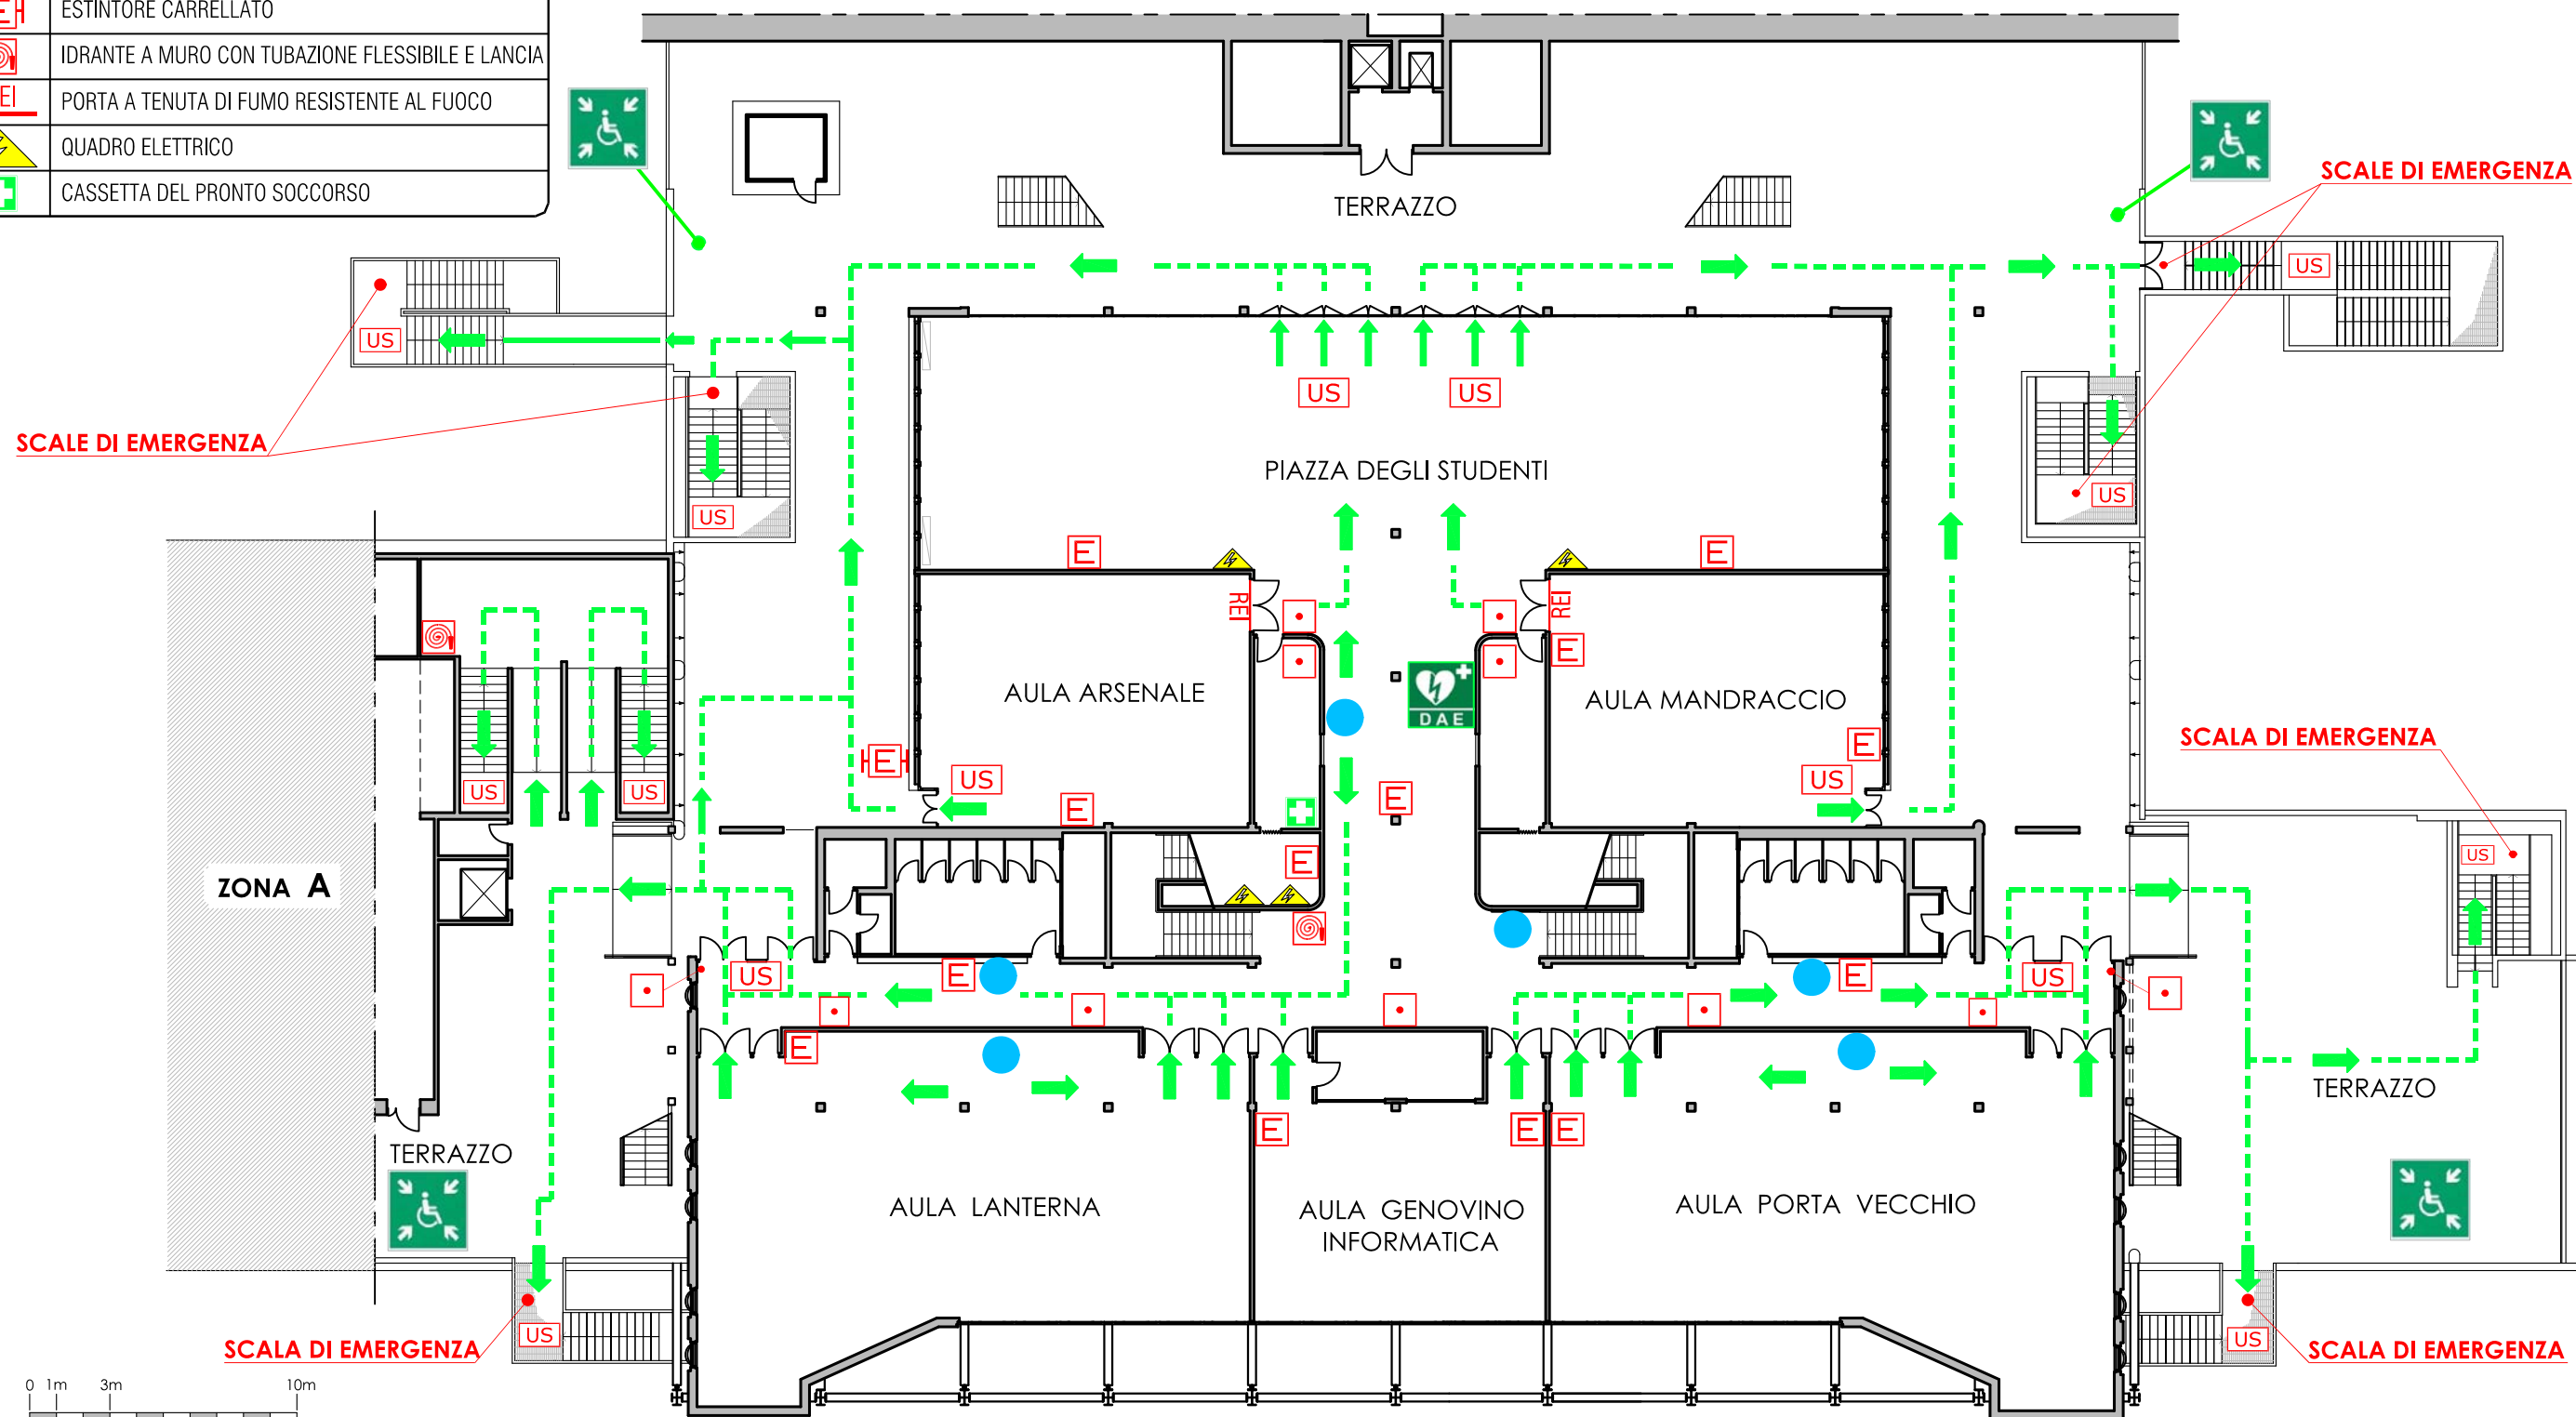 ESTINTORE CARRELLATO
IDRANTE A MURO CON TUBAZIONE FLESSIBILE E LANCIA
PORTA A TENUTA DI FUMO RESISTENTE AL FUOCO
QUADRO ELETTRICO
CASSETTA DEL PRONTO SOCCORSO
SCALE DI EMERGENZA
TERRAZZO
US
US
US
US
SCALE DI EMERGENZA
PIAZZA DEGLI STUDENTI
US
US
E
E
REI
REI
E
AULA ARSENALE
DAE
AULA MANDRACCIO
SCALA DI EMERGENZA
E
E
US
US
US
US
E
E
E
US
ZONA A
US
E
E
US
E
TERRAZZO
E
E
E
TERRAZZO
AULA LANTERNA
AULA GENOVINO
INFORMATICA
AULA PORTA VECCHIO
US
US
SCALA DI EMERGENZA
SCALA DI EMERGENZA
0 1m 3m 10m